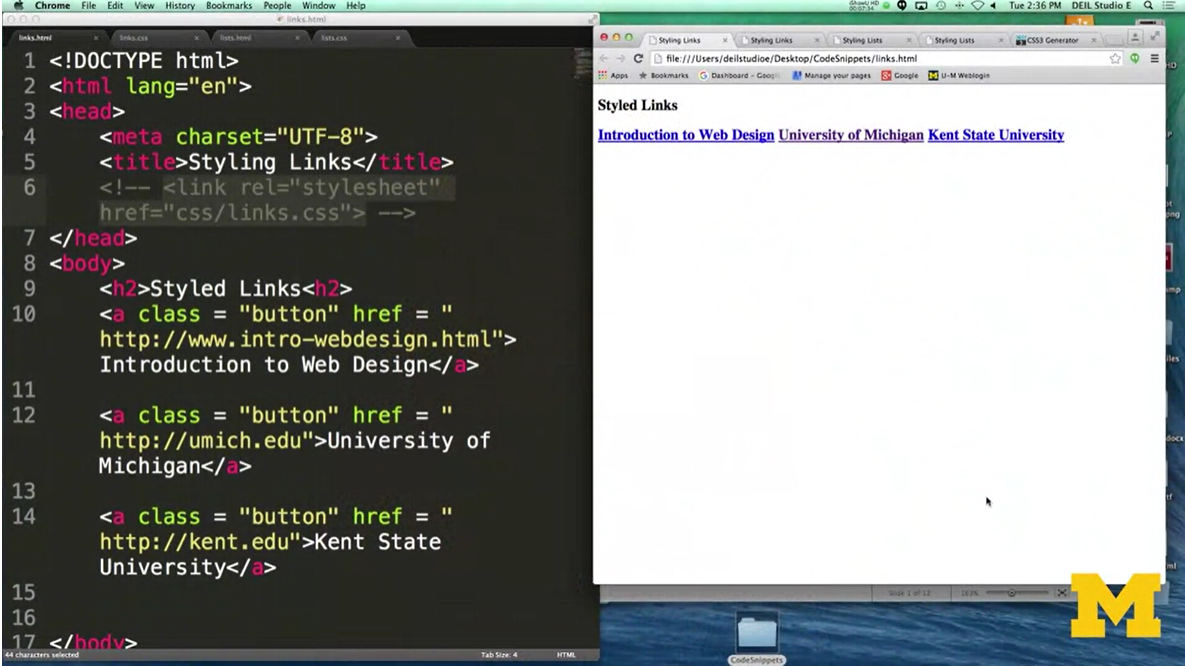 Chrome File Edit View History Bookmarks People Window Help
Tue 2:36 PM DEIL Studio E
links.html
links.html links.css lists.html lists.css
1 <!DOCTYPE html>
2 <html lang="en">
3 <head>
4 <meta charset="UTF-8">
5 <title>Styling Links</title>
6 <!-- <link rel="stylesheet"
href="css/links.css"> -->
7 </head>
8 <body>
9 <h2>Styled Links<h2>
10 <a class = "button" href = "
http://www.intro-webdesign.html">
Introduction to Web Design</a>
11
12 <a class = "button" href = "
http://umich.edu">University of
Michigan</a>
13
14 <a class = "button" href = "
http://kent.edu">Kent State
University</a>
15
16
17 </body>
44 characters selected Tab Size: 4 HTML
Styling Links Styling Links Styling Lists Styling Lists CSS3 Generator
file:///Users/deilstudioe/Desktop/CodeSnippets/links.html
Apps Bookmarks Dashboard - Googl Manage your pages Google U-M Weblogin
Styled Links
Introduction to Web Design University of Michigan Kent State University
163%
CodeSnippets
M